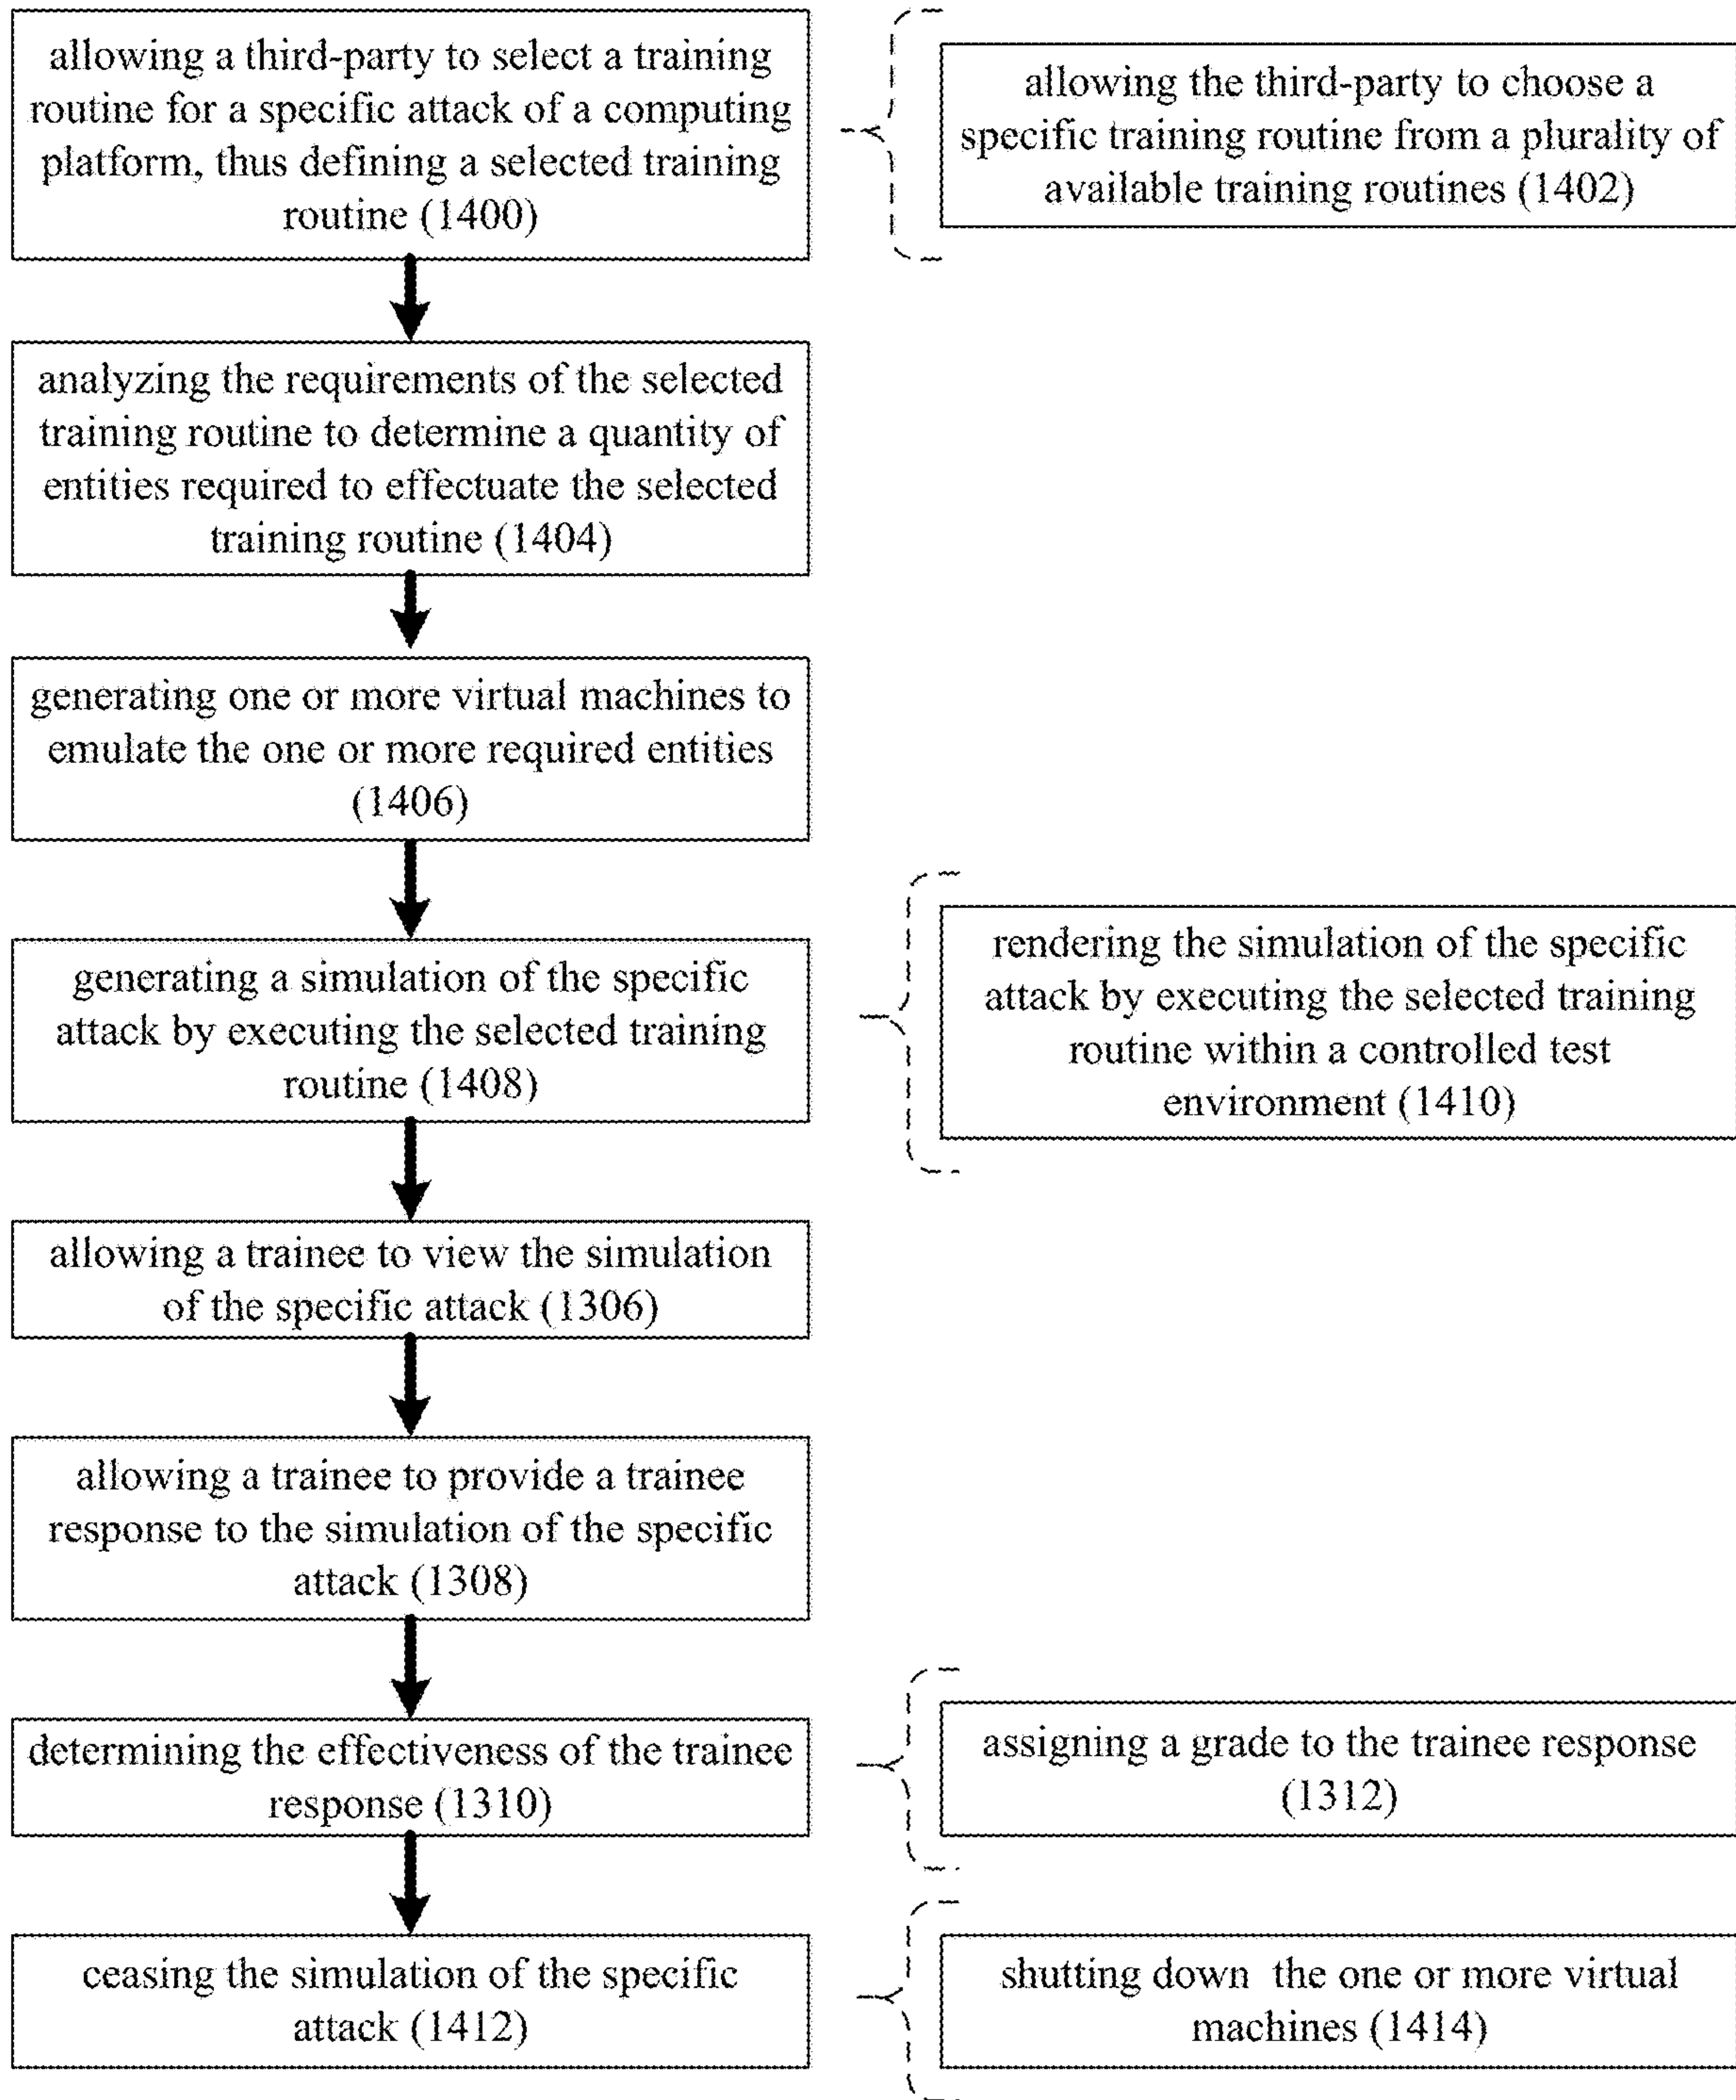 allowing a third-party to select a training
routine for a specific attack of a computing
platform, thus defining a selected training
routine (1400)
allowing the third-party to choose a
specific training routine from a plurality of
available training routines (1402)
analyzing the requirements of the selected
training routine to determine a quantity of
entities required to effectuate the selected
training routine (1404)
generating one or more virtual machines to
emulate the one or more required entities
(1406)
generating a simulation of the specific
attack by executing the selected training
routine (1408)
rendering the simulation of the specific
attack by executing the selected training
routine within a controlled test
environment (1410)
allowing a trainee to view the simulation
of the specific attack (1306)
allowing a trainee to provide a trainee
response to the simulation of the specific
attack (1308)
determining the effectiveness of the trainee
response (1310)
assigning a grade to the trainee response
(1312)
ceasing the simulation of the specific
attack (1412)
shutting down the one or more virtual
machines (1414)